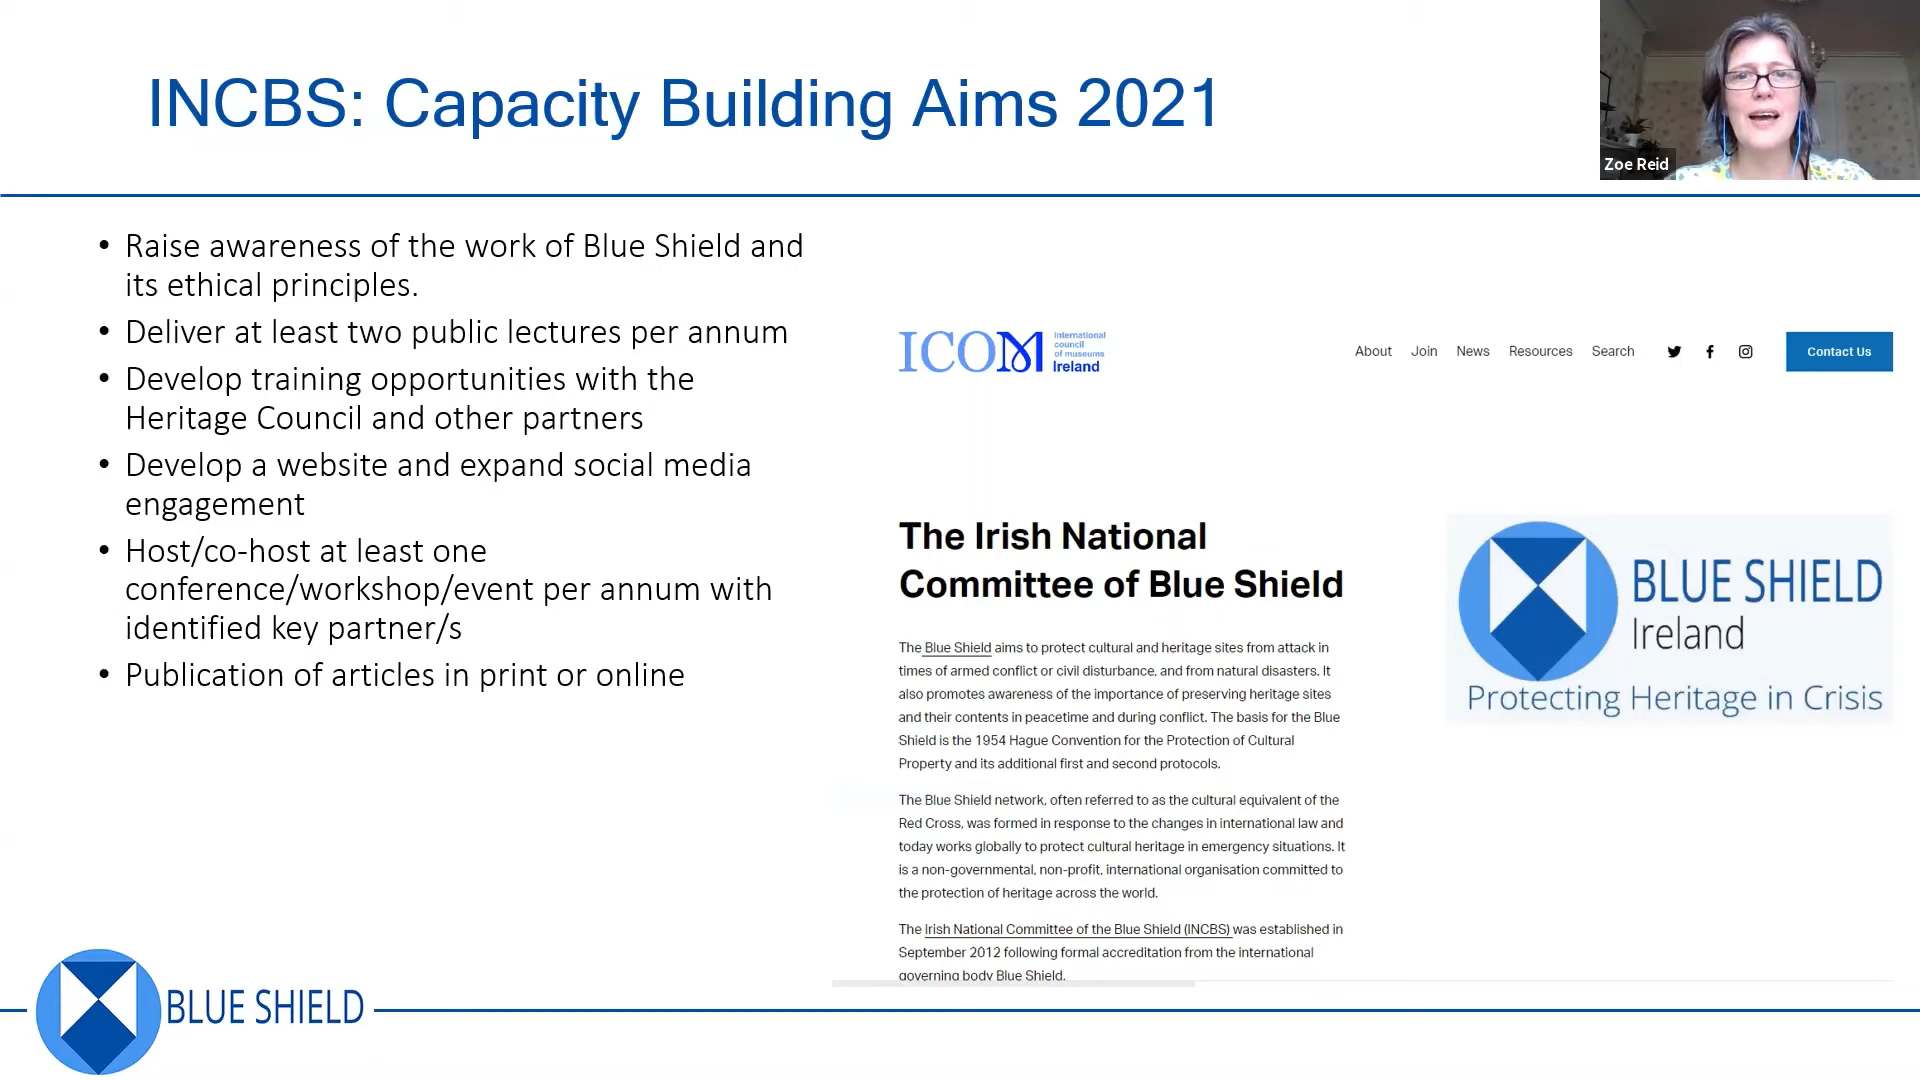 INCBS: Capacity Building Aims 2021
Zoe Reid
• Raise awareness of the work of Blue Shield and
its ethical principles.
• Deliver at least two public lectures per annum
• Develop training opportunities with the
Heritage Council and other partners
• Develop a website and expand social media
engagement
• Host/co-host at least one
conference/workshop/event per annum with
identified key partner/s
• Publication of articles in print or online
ICOM
international
council
of museums
Ireland
About Join News Resources Search
Contact Us
The Irish National
Committee of Blue Shield
The Blue Shield aims to protect cultural and heritage sites from attack in
times of armed conflict or civil disturbance, and from natural disasters. It
also promotes awareness of the importance of preserving heritage sites
and their contents in peacetime and during conflict. The basis for the Blue
Shield is the 1954 Hague Convention for the Protection of Cultural
Property and its additional first and second protocols.
The Blue Shield network, often referred to as the cultural equivalent of the
Red Cross, was formed in response to the changes in international law and
today works globally to protect cultural heritage in emergency situations. It
is a non-governmental, non-profit, international organisation committed to
the protection of heritage across the world.
The Irish National Committee of the Blue Shield (INCBS) was established in
September 2012 following formal accreditation from the international
governing body Blue Shield.
BLUE SHIELD
Ireland
Protecting Heritage in Crisis
BLUE SHIELD